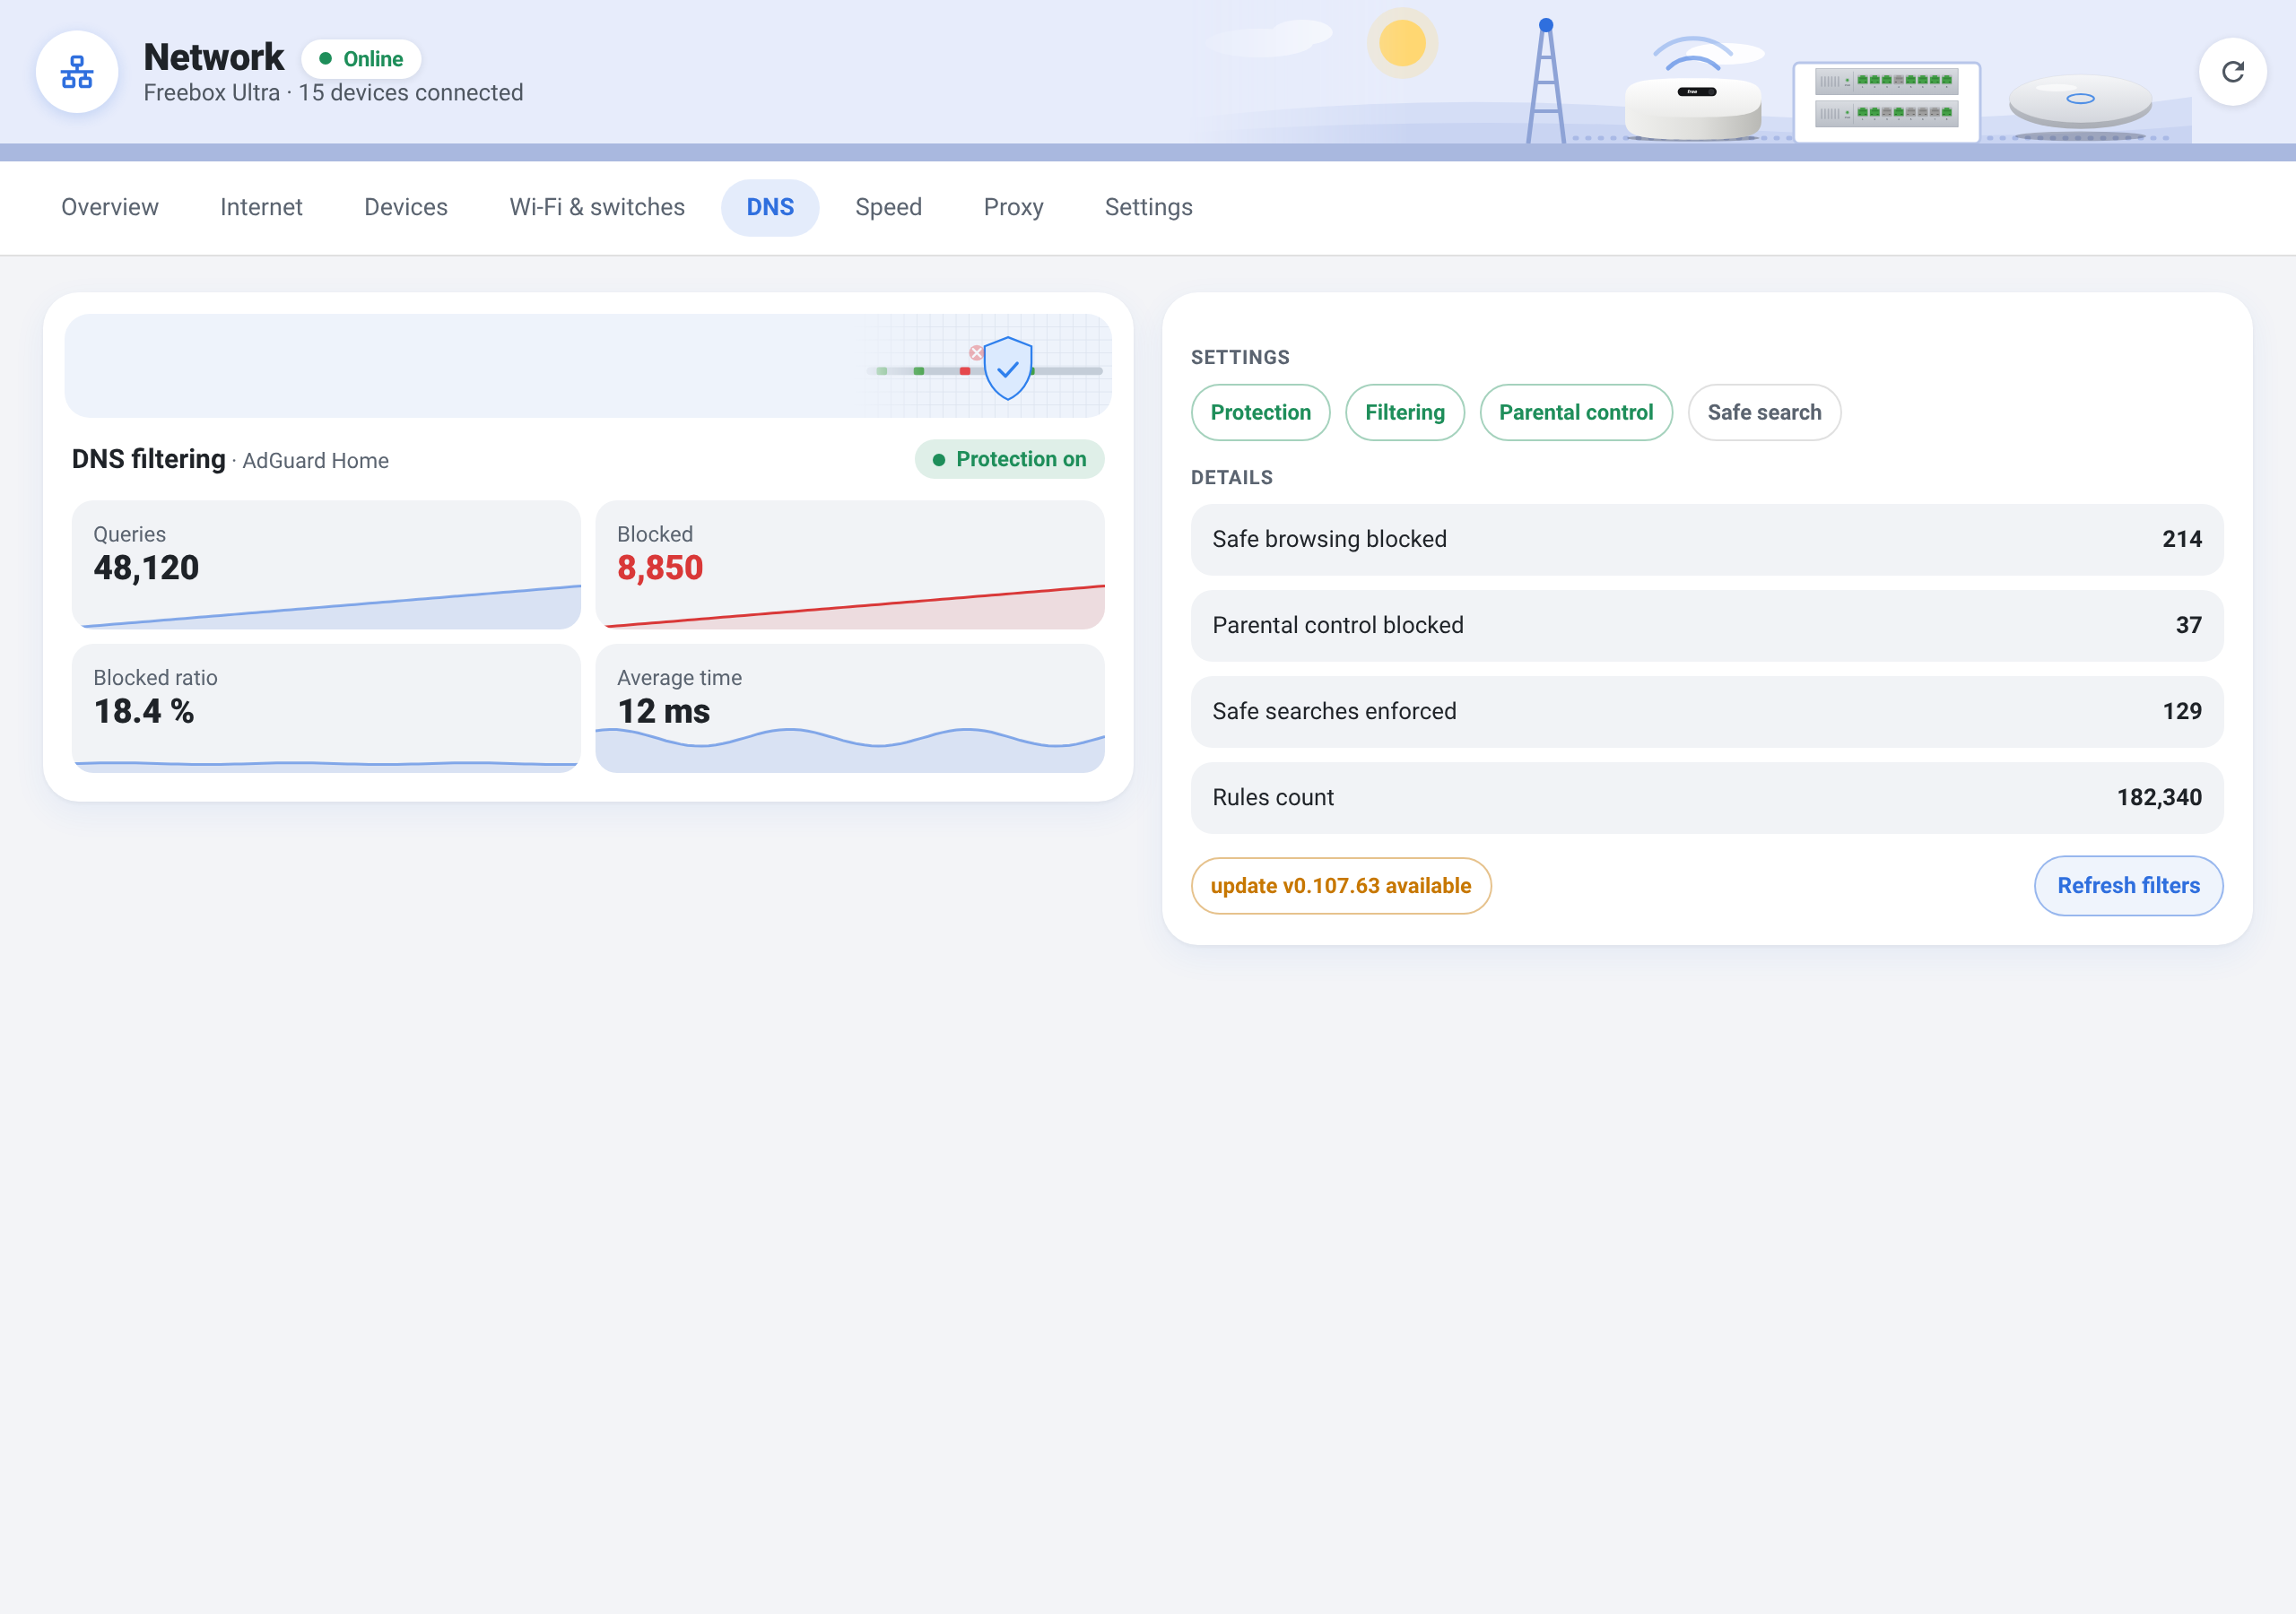 Network
Online
Freebox Ultra · 15 devices connected
free
Overview
Internet
Devices
Wi-Fi & switches
DNS
Speed
Proxy
Settings
DNS filtering · AdGuard Home
Protection on
Queries
48,120
Blocked
8,850
Blocked ratio
18.4 %
Average time
12 ms
SETTINGS
Protection
Filtering
Parental control
Safe search
DETAILS
Safe browsing blocked
214
Parental control blocked
37
Safe searches enforced
129
Rules count
182,340
update v0.107.63 available
Refresh filters